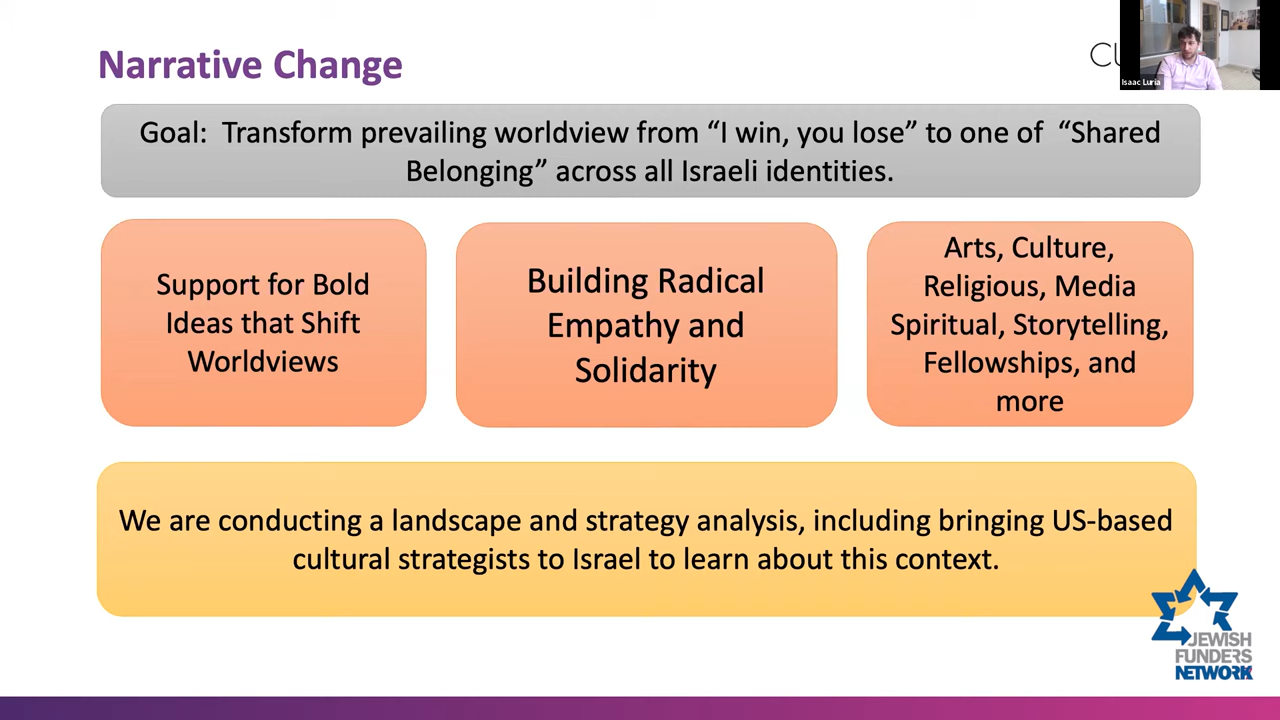 Narrative Change
CU
Isaac Luria
Goal: Transform prevailing worldview from “I win, you lose” to one of “Shared
Belonging” across all Israeli identities.
Support for Bold
Ideas that Shift
Worldviews
Building Radical
Empathy and
Solidarity
Arts, Culture,
Religious, Media
Spiritual, Storytelling,
Fellowships, and
more
We are conducting a landscape and strategy analysis, including bringing US-based
cultural strategists to Israel to learn about this context.
JEWISH
FUNDERS
NETWORK